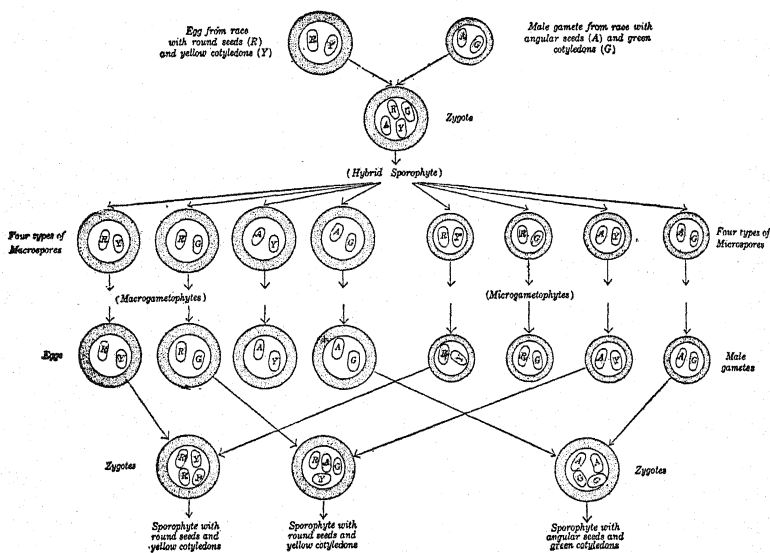 Egg from race
with round seeds (R)
and yellow cotyledons (Y)
Male gamete from race with
angular seeds (A) and green
cotyledons (G)
R Y
A G
R G
A Y
Zygote
(Hybrid Sporophyte)
Four types of
Macrospores
R Y
R G
A Y
A G
R Y
R G
A Y
A G
Four types of
Microspores
(Macrogametophytes)
(Microgametophytes)
Eggs
R Y
R G
A Y
A G
R
R G
A Y
A G
Male
gametes
Zygotes
R Y
R
R A G
Y
A
G G
Zygotes
Sporophyte with
round seeds and
yellow cotyledons
Sporophyte with
round seeds and
yellow cotyledons
Sporophyte with
angular seeds and
green cotyledons